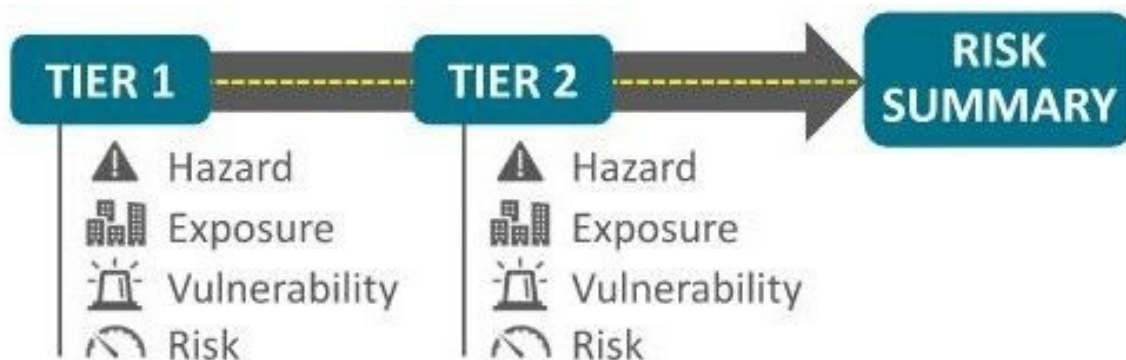 TIER 1
TIER 2
RISK
SUMMARY
Hazard
Exposure
Vulnerability
Risk
Hazard
Exposure
Vulnerability
Risk